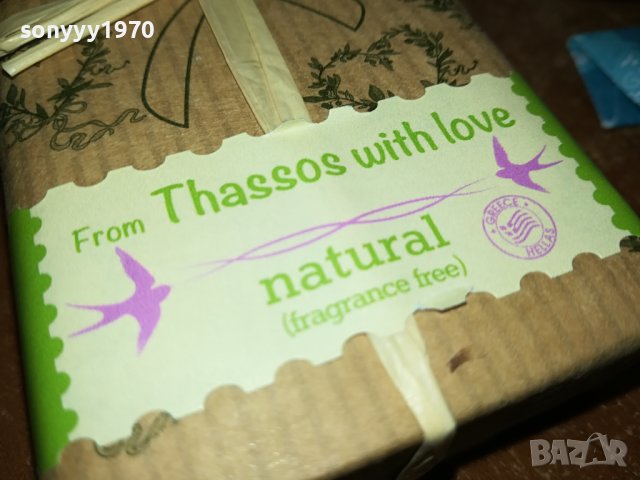 sonyyy1970
From Thassos with love
natural
(fragrance free)
GREECE
HELLAS
BAZAR